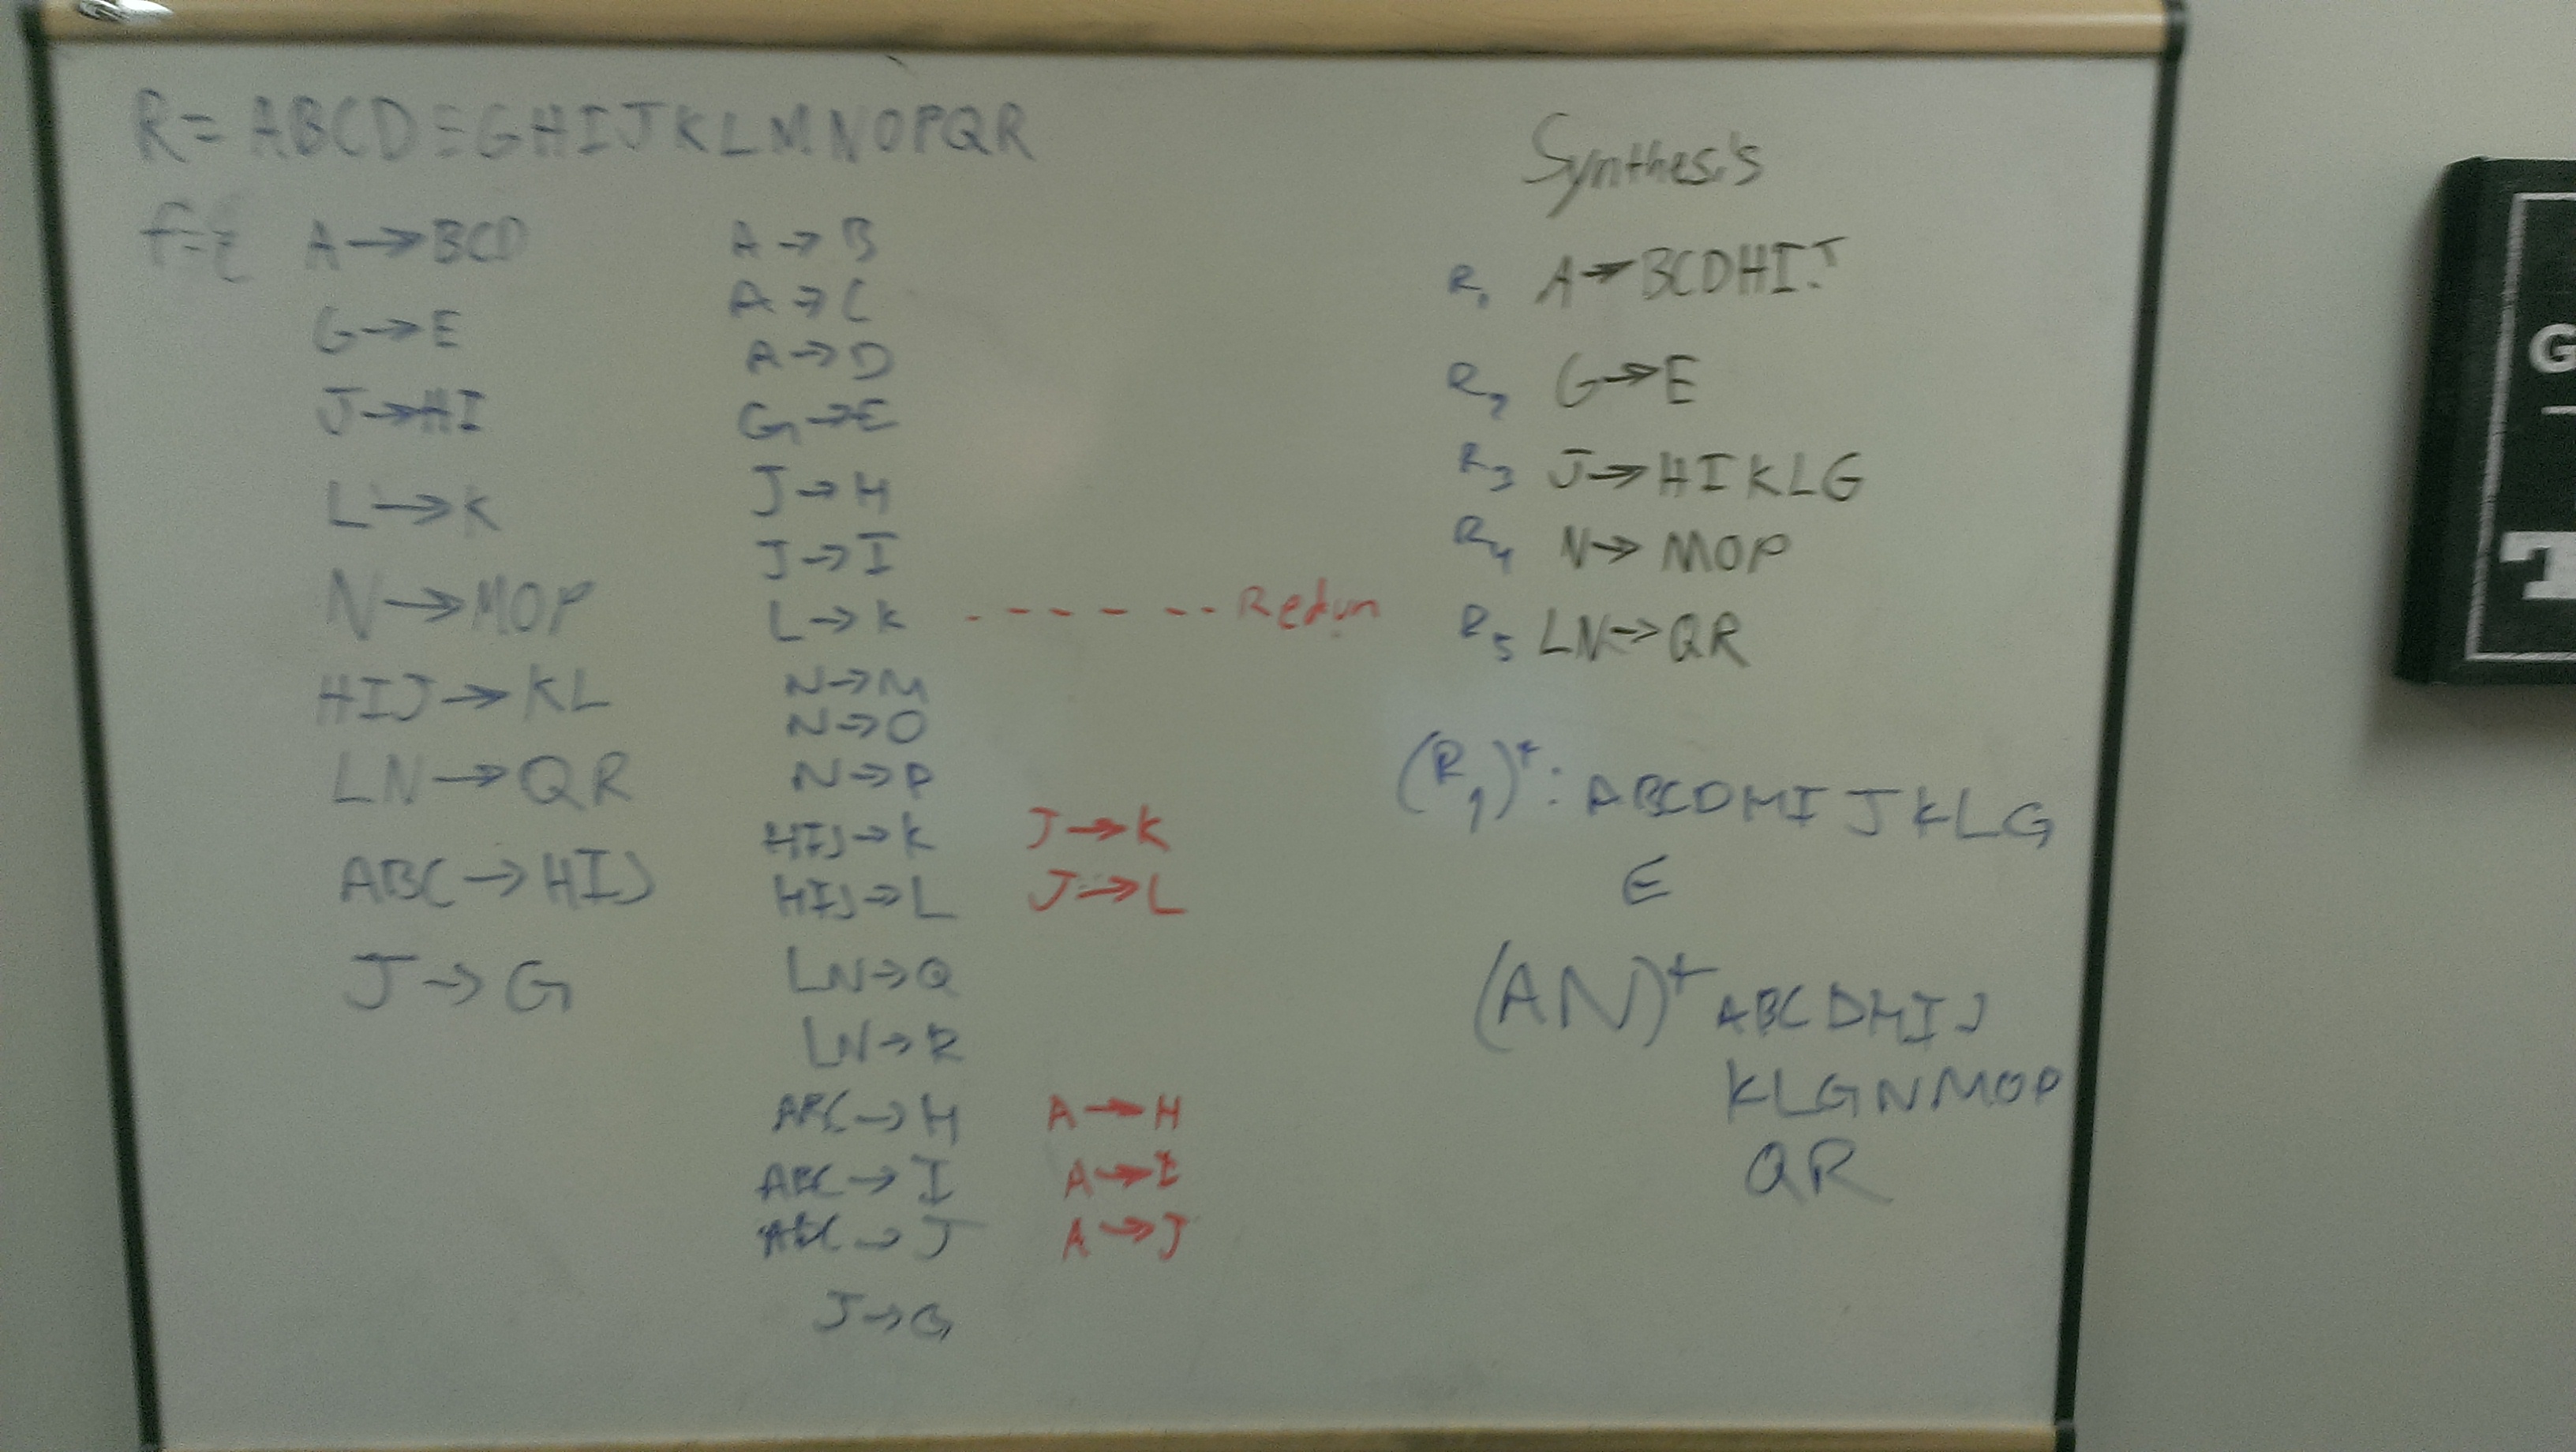 R = ABCDEGHIJKLMNOPQR
f={ A → BCD
G → E
J → HI
L → K
N → MOP
HIJ → KL
LN → QR
ABC → HIJ
J → G
A → B
A → C
A → D
G → E
J → H
J → I
L → K - - - - - - Redun
N → M
N → O
N → P
HIJ → K J → K
HIJ → L J → L
LN → Q
LN → R
ABC → H A → H
ABC → I A → I
ABC → J A → J
J → G
Synthesis
R1 A → BCDHIJ
R2 G → E
R3 J → HIKLG
R4 N → MOP
R5 LN → QR
(R1)+: ABCDHIJKLG
E
(AN)+ ABCDHIJ
KLGNMOP
QR
G
T